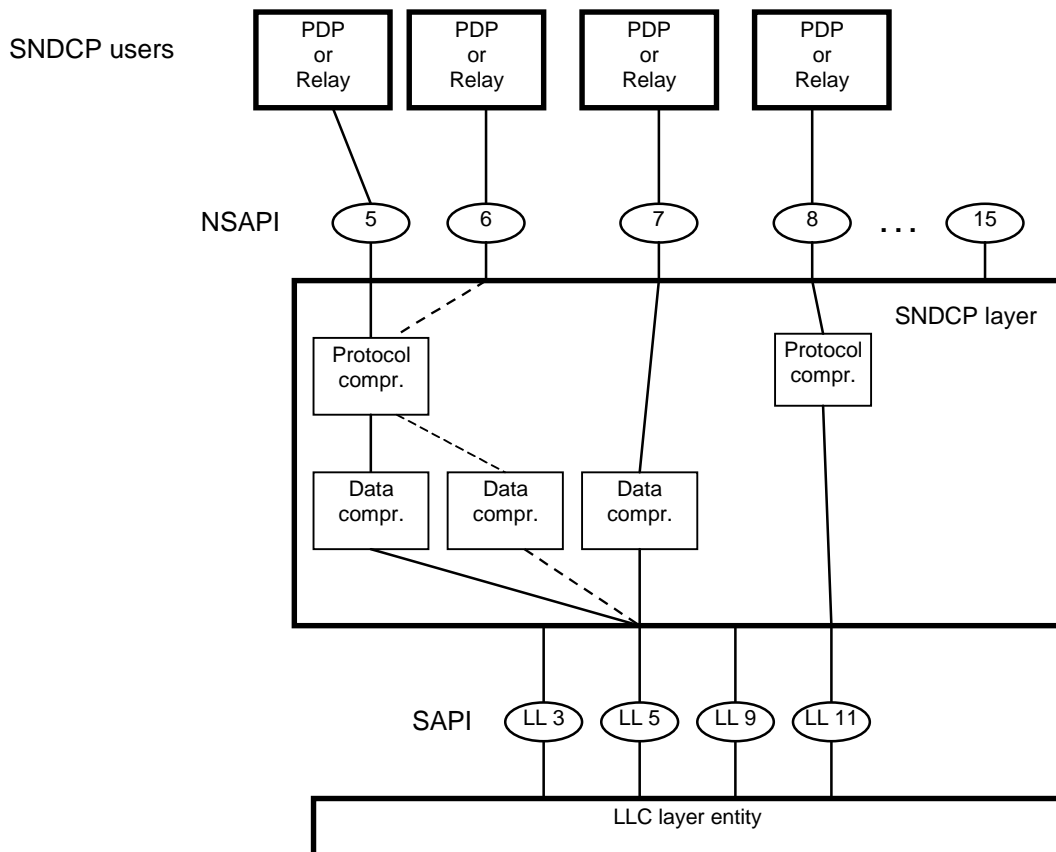 SNDCP users
PDP
or
Relay
PDP
or
Relay
PDP
or
Relay
PDP
or
Relay
NSAPI
5
6
7
8
. . .
15
SNDCP layer
Protocol
compr.
Protocol
compr.
Data
compr.
Data
compr.
Data
compr.
SAPI
LL 3
LL 5
LL 9
LL 11
LLC layer entity